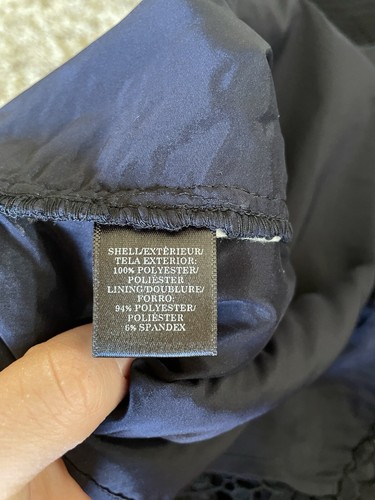 SHELL/EXTÉRIEUR/
TELA EXTERIOR:
100% POLYESTER/
POLIÉSTER
LINING/DOUBLURE/
FORRO:
94% POLYESTER/
POLIÉSTER
6% SPANDEX